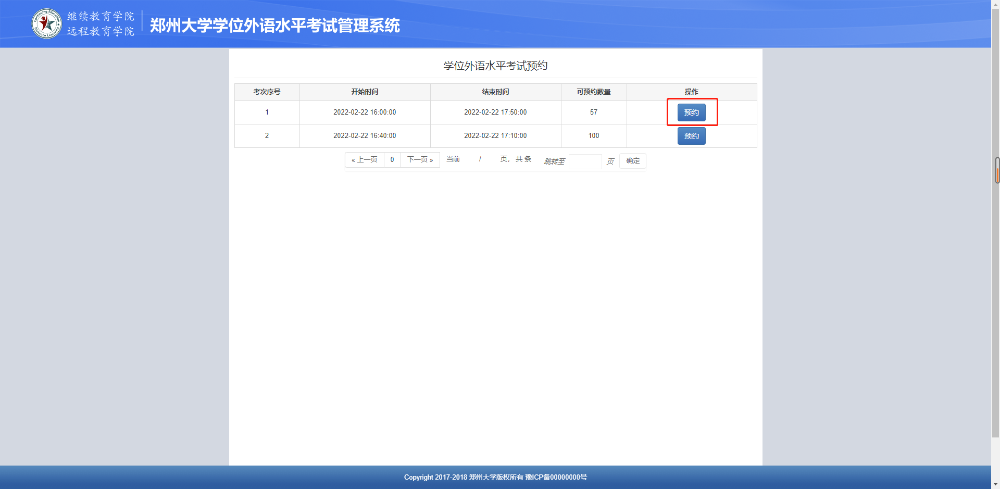 Continuing Education
Distance Learning
继续教育学院
远程教育学院
郑州大学学位外语水平考试管理系统
学位外语水平考试预约
考次序号 开始时间 结束时间 可预约数量 操作
1 2022-02-22 16:00:00 2022-02-22 17:50:00 57 预约
2 2022-02-22 16:40:00 2022-02-22 17:10:00 100 预约
« 上一页 0 下一页 » 当前 / 页， 共 条 跳转至 页 确定
Copyright 2017-2018 郑州大学版权所有 豫ICP备00000000号